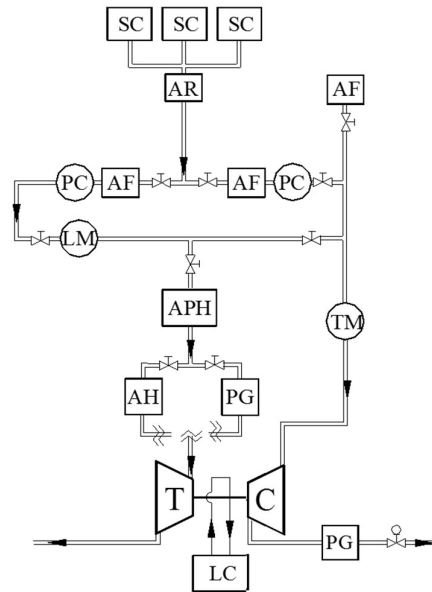 SC SC SC
AR AF
PC AF AF PC
LM
APH TM
AH PG
T C
PG
LC